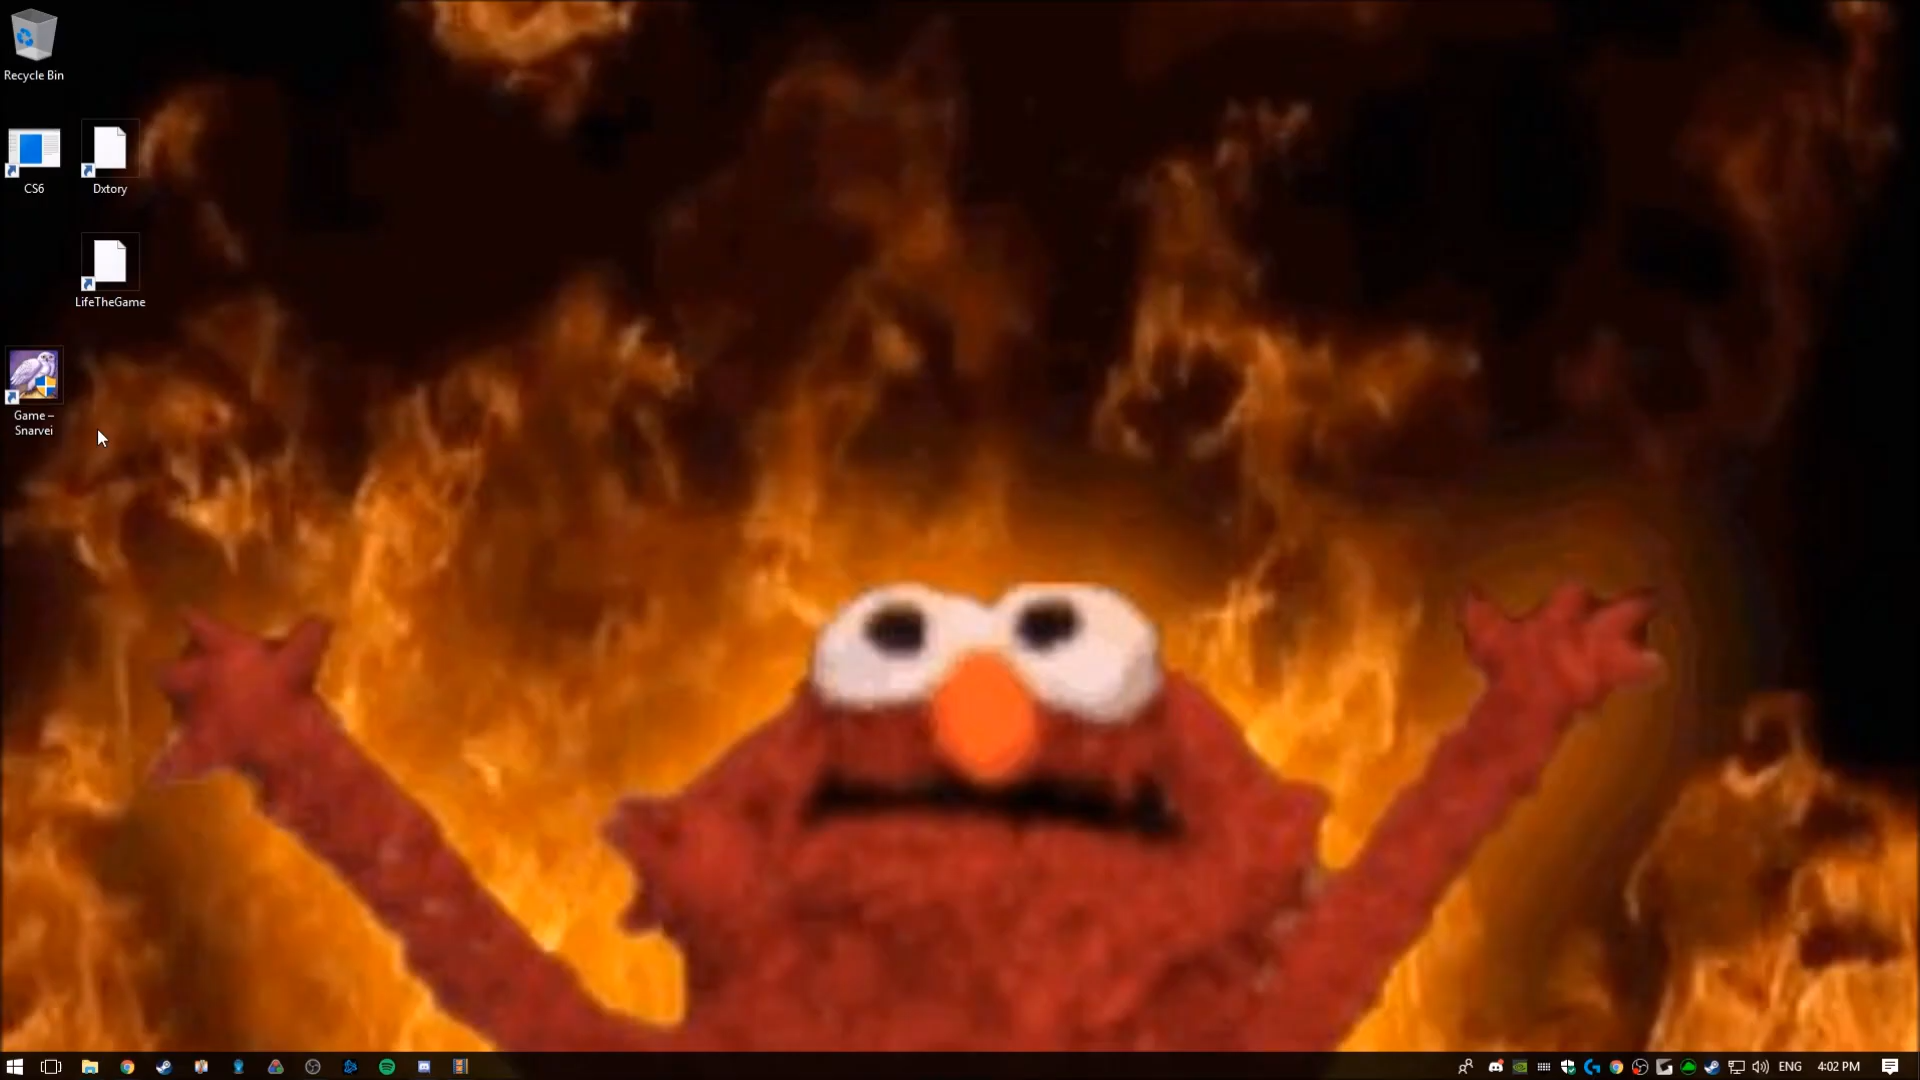 Recycle Bin
CS6
Dxtory
LifeTheGame
Game –
Snarvei
ENG
4:02 PM